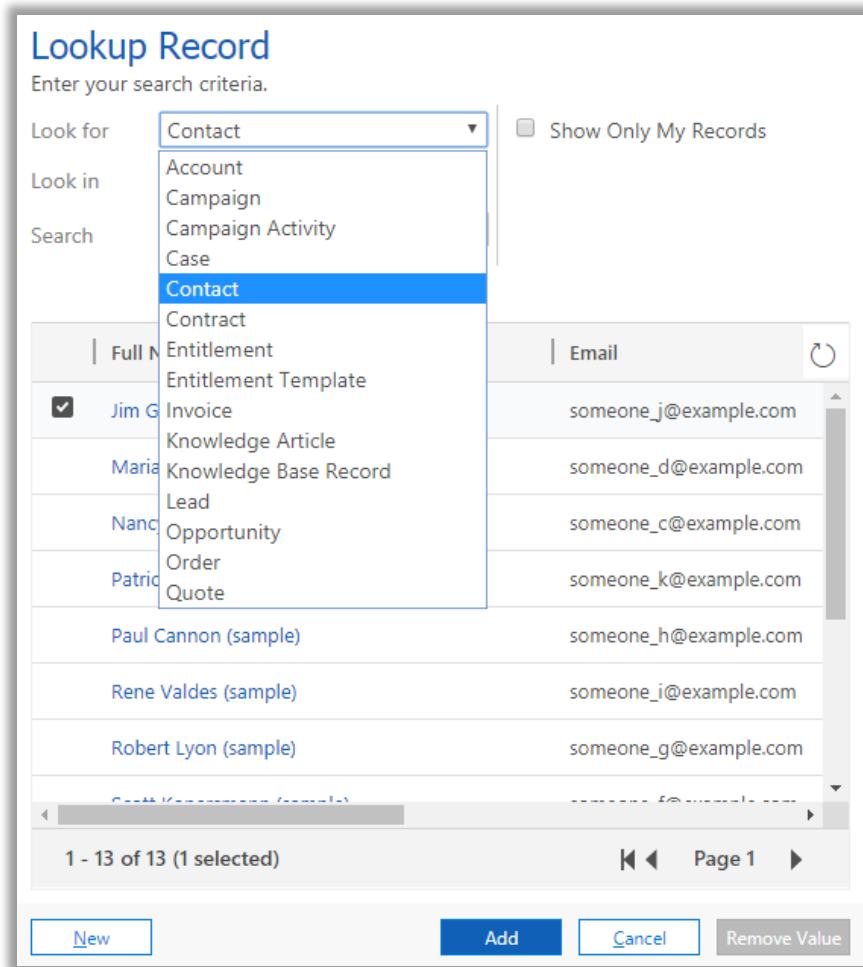 Lookup Record
Enter your search criteria.
Look for Contact Show Only My Records
Account
Look in
Campaign
Campaign Activity
Search
Case
Contact
Contract
Full Email
Entitlement
Entitlement Template
Jim someone_j@example.com
Invoice
Knowledge Article
someone_d@example.com
Knowledge Base Record
Lead
someone_c@example.com
Opportunity
Order
someone_k@example.com
Quote
Paul Cannon (sample) someone_h@example.com
Rene Valdes (sample) someone_i@example.com
Robert Lyon (sample) someone_g@example.com
1 - 13 of 13 (1 selected) Page 1
New Add Cancel Remove Value